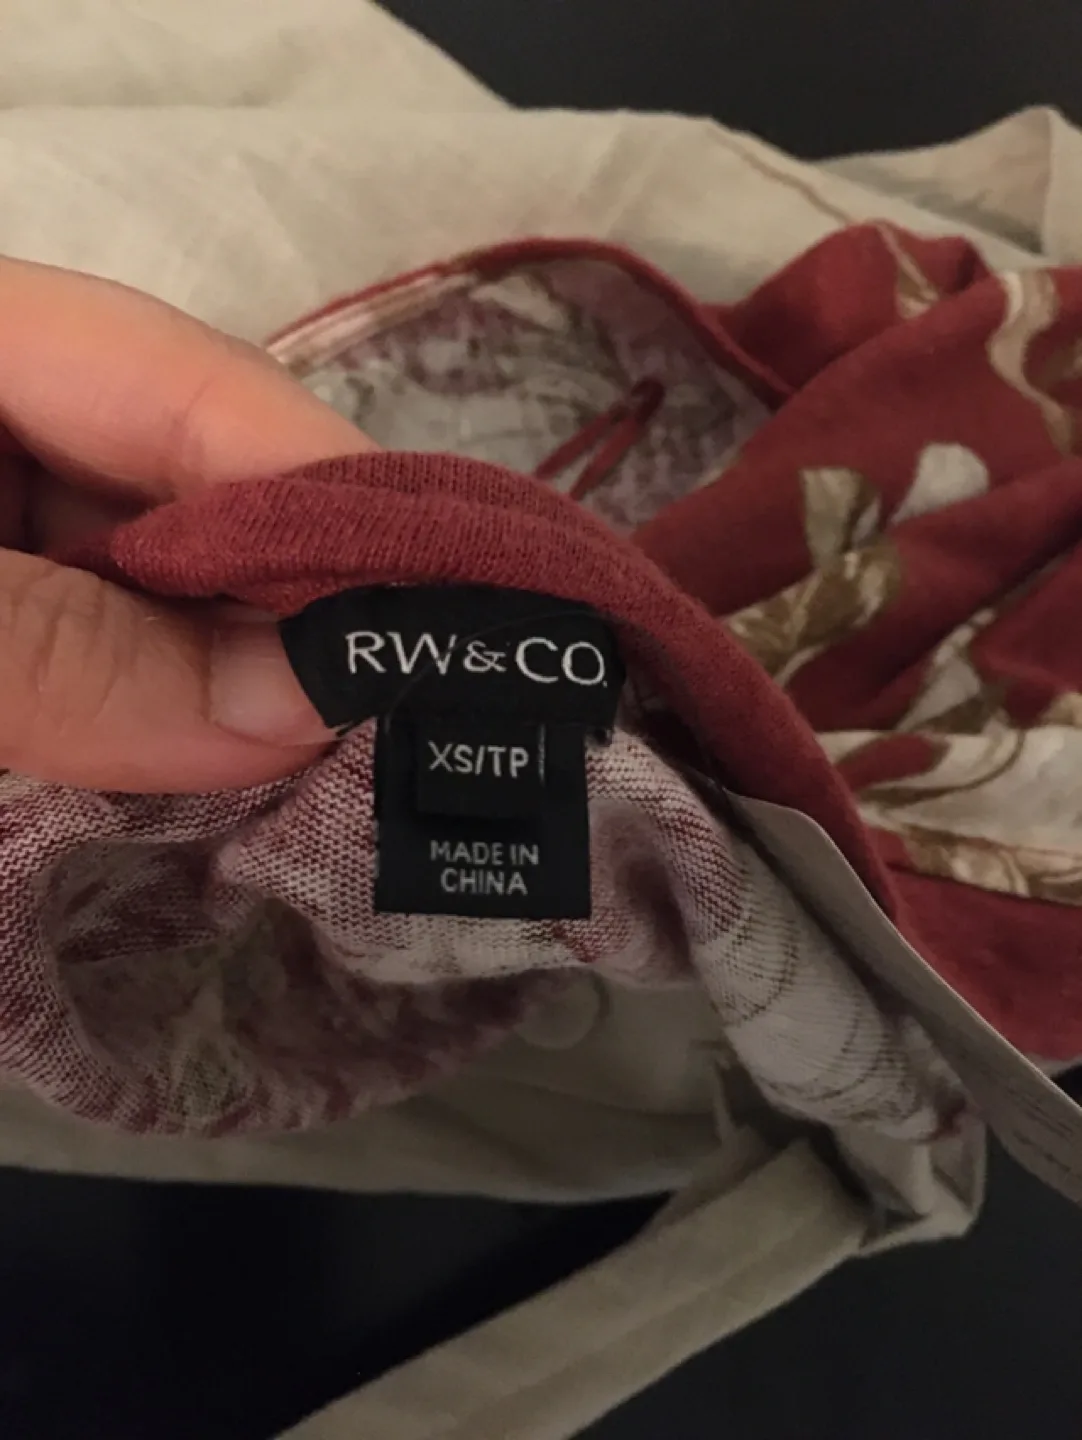 RW&CO.
XS/TP
MADE IN
CHINA